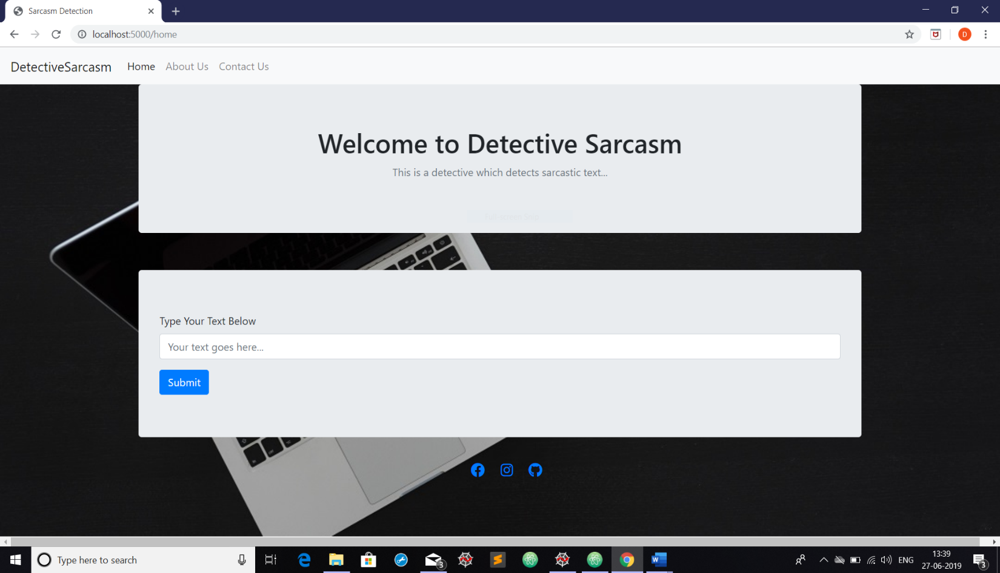 Sarcasm Detection
localhost:5000/home
D
DetectiveSarcasm Home About Us Contact Us
Welcome to Detective Sarcasm
This is a detective which detects sarcastic text...
Type Your Text Below
Your text goes here...
Submit
Type here to search
3
W
ENG
13:39
27-06-2019
3